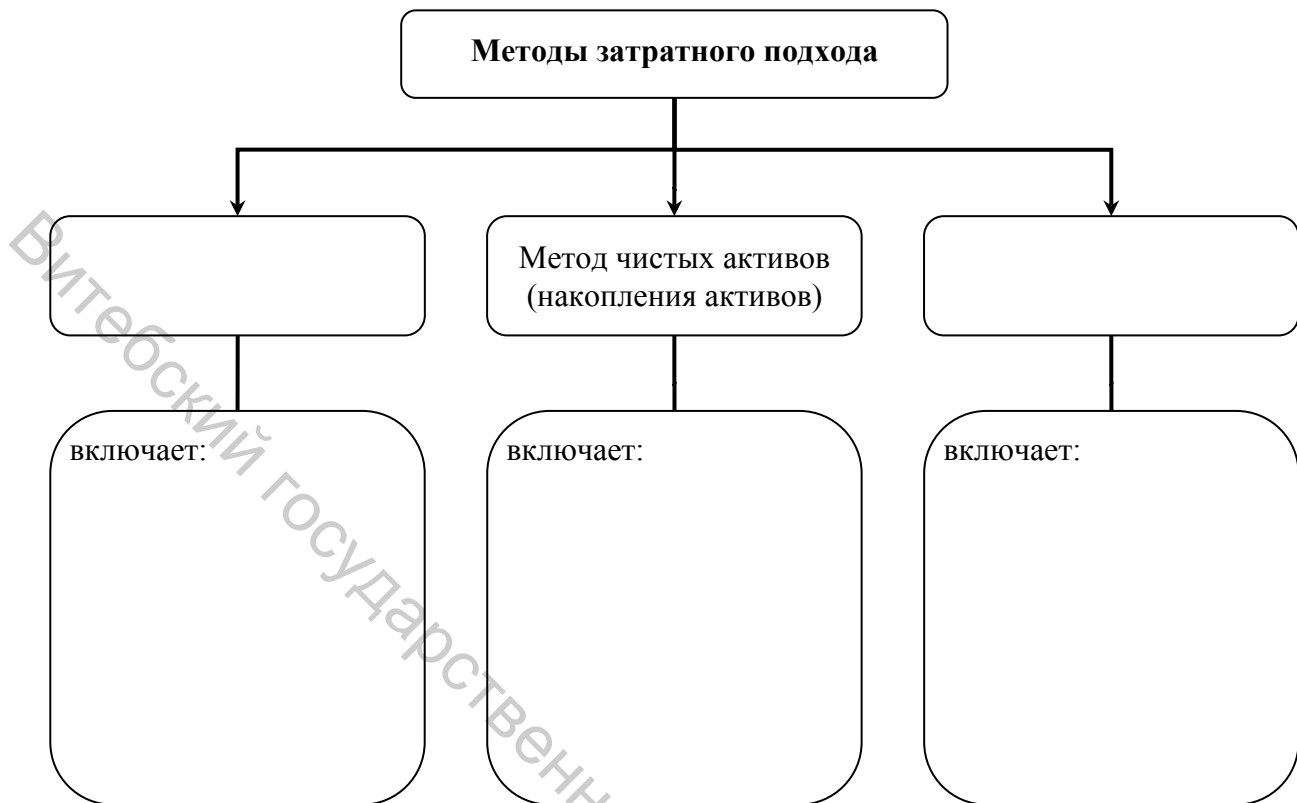 Методы затратного подхода
Метод чистых активов
(накопления активов)
включает:
включает:
включает:
Витебский государственн